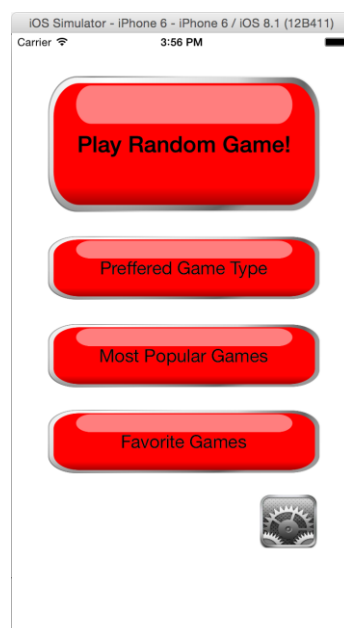 iOS Simulator - iPhone 6 - iPhone 6 / iOS 8.1 (12B411)
Carrier 3:56 PM
Play Random Game!
Preffered Game Type
Most Popular Games
Favorite Games